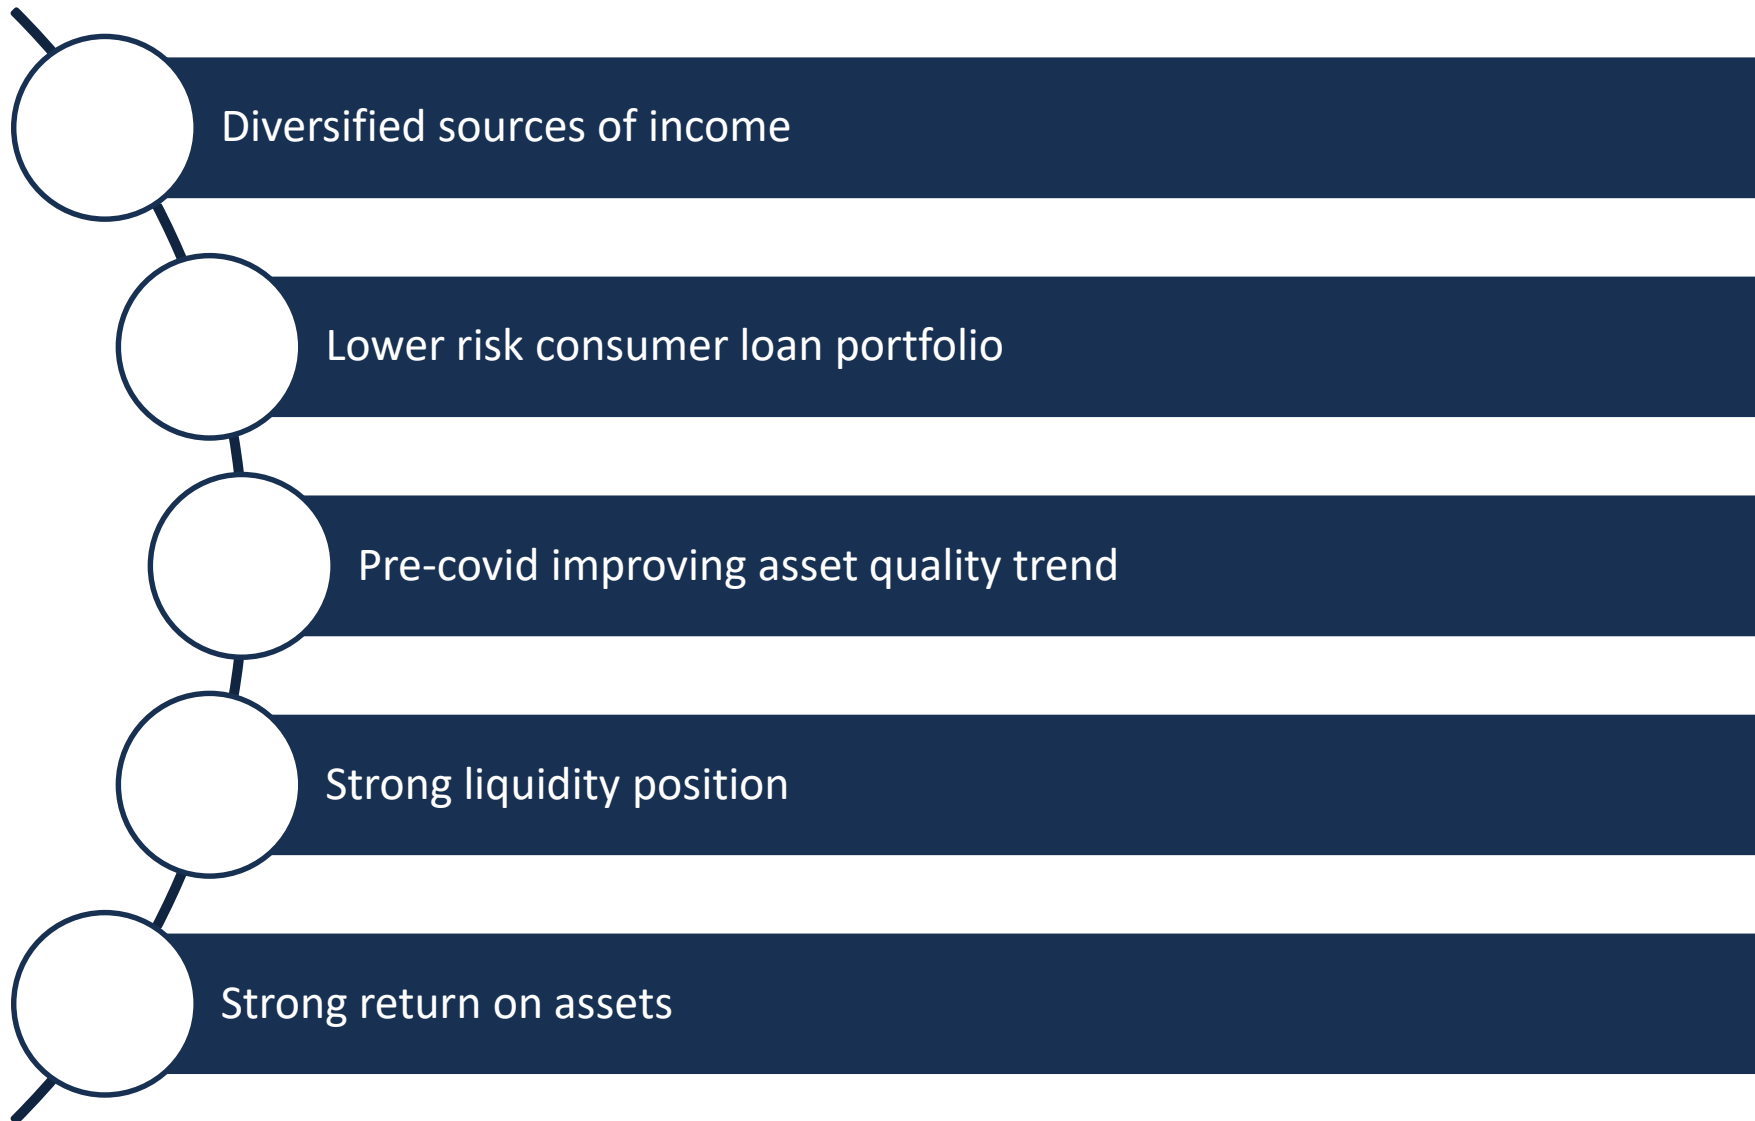 Diversified sources of income
Lower risk consumer loan portfolio
Pre-covid improving asset quality trend
Strong liquidity position
Strong return on assets